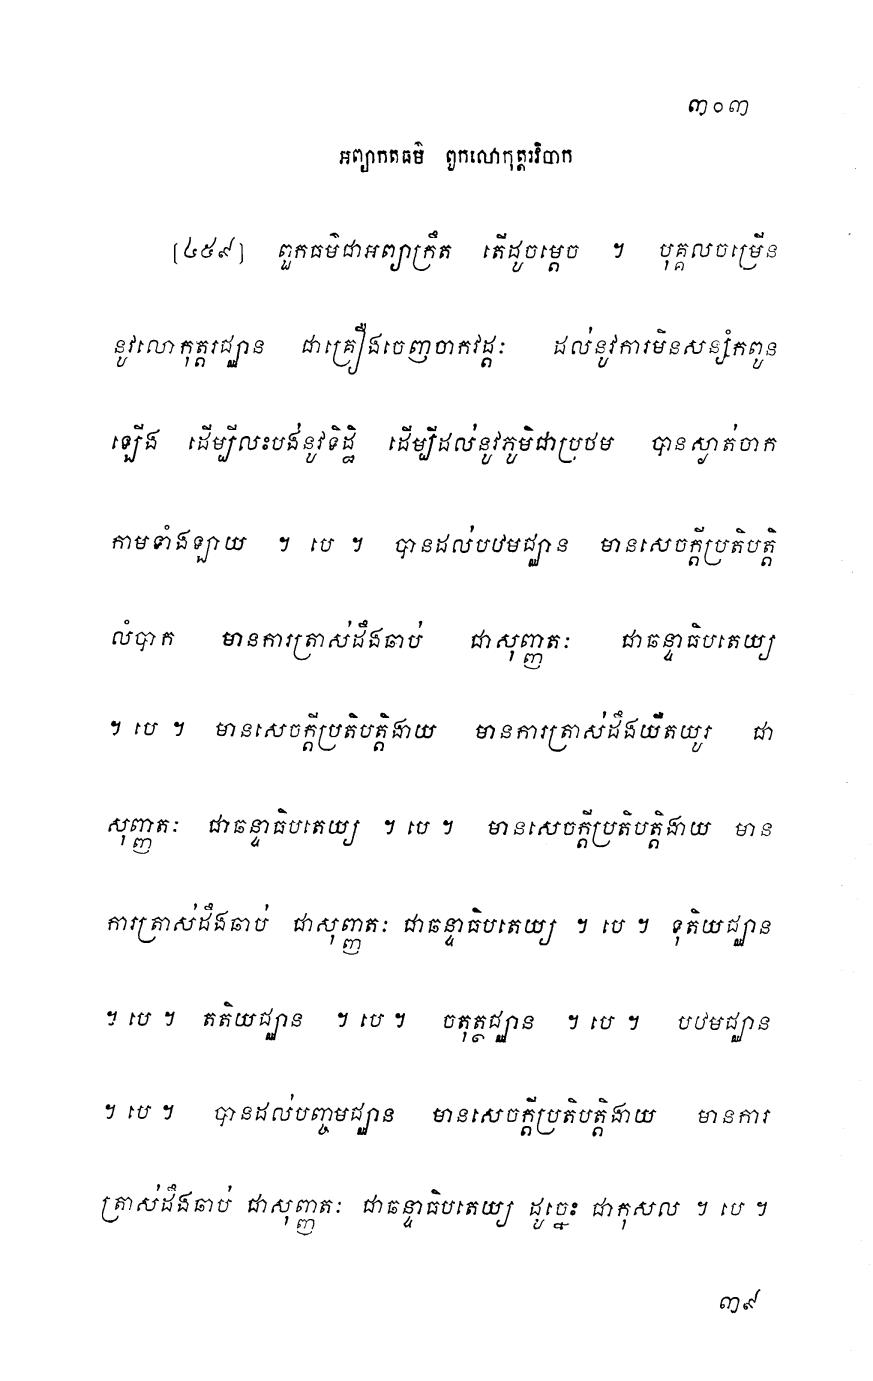 ៣០៣
អព្យាកតធម៌ ពួកលោកុត្តរវិបាក
[៤៥៩] ពួកធម៌ជាអព្យាក្រឹត តើដូចម្តេច ។ បុគ្គលចម្រើន
នូវលោកុត្តរជ្ឈាន ជាគ្រឿងចេញចាកវដ្តៈ ដល់នូវការមិនសន្សំកពូន
ឡើង ដើម្បីលះបង់នូវទិដ្ឋិ ដើម្បីដល់នូវភូមិជាប្រថម បានស្ងាត់ចាក
កាមទាំងឡាយ ។ បេ ។ បានដល់បឋមជ្ឈាន មានសេចក្តីប្រតិបត្តិ
លំបាក មានការត្រាស់ដឹងឆាប់ ជាសុញ្ញតៈ ជាឆន្ទាធិបតេយ្យ
។ បេ ។ មានសេចក្តីប្រតិបត្តិងាយ មានការត្រាស់ដឹងយឺតយូរ ជា
សុញ្ញតៈ ជាឆន្ទាធិបតេយ្យ ។ បេ ។ មានសេចក្តីប្រតិបត្តិងាយ មាន
ការត្រាស់ដឹងឆាប់ ជាសុញ្ញតៈ ជាឆន្ទាធិបតេយ្យ ។ បេ ។ ទុតិយជ្ឈាន
។ បេ ។ តតិយជ្ឈាន ។ បេ ។ ចតុត្ថជ្ឈាន ។ បេ ។ បឋមជ្ឈាន
។ បេ ។ បានដល់បញ្ចមជ្ឈាន មានសេចក្តីប្រតិបត្តិងាយ មានការ
ត្រាស់ដឹងឆាប់ ជាសុញ្ញតៈ ជាឆន្ទាធិបតេយ្យ ដូច្នេះ ជាកុសល ។ បេ ។
៣៩